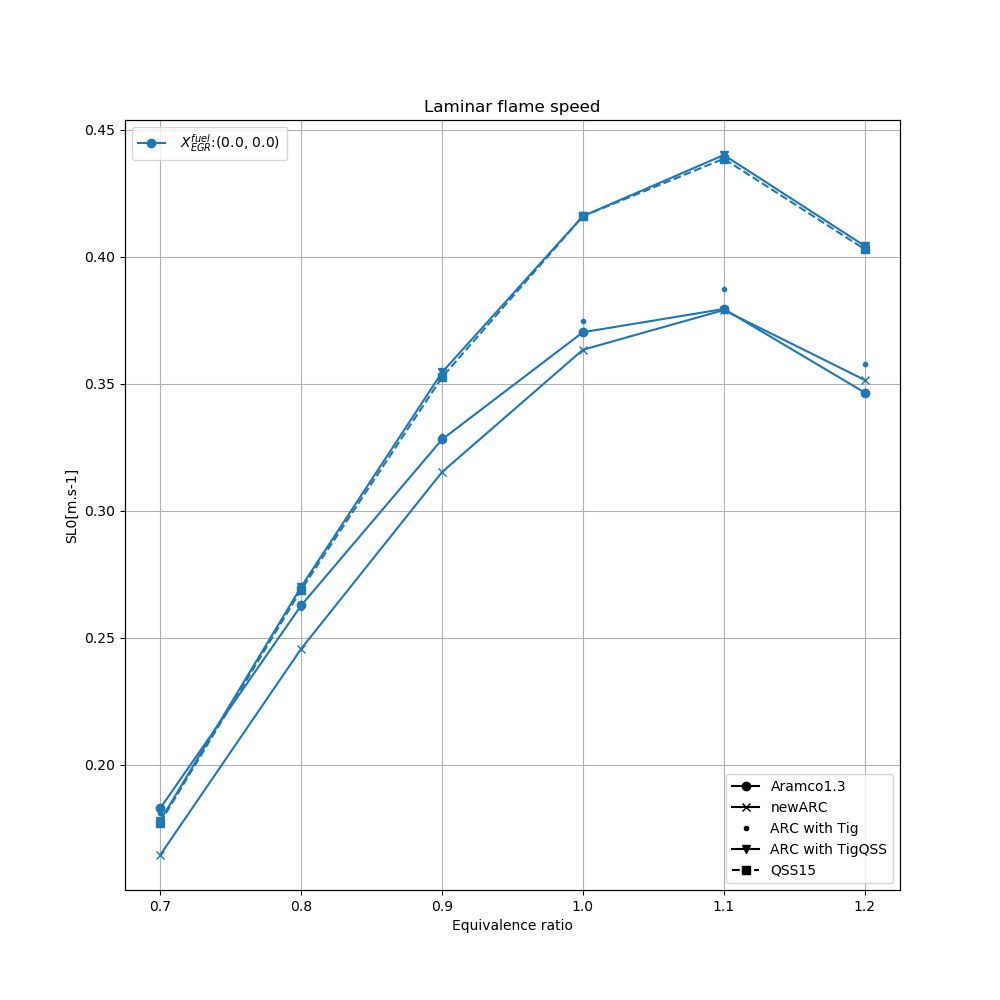 Laminar flame speed
X_{EGR}^{fuel}:(0.0, 0.0)
0.45
0.40
0.35
0.30
0.25
0.20
SL0[m.s-1]
Aramco1.3
newARC
ARC with Tig
ARC with TigQSS
QSS15
0.7 0.8 0.9 1.0 1.1 1.2
Equivalence ratio